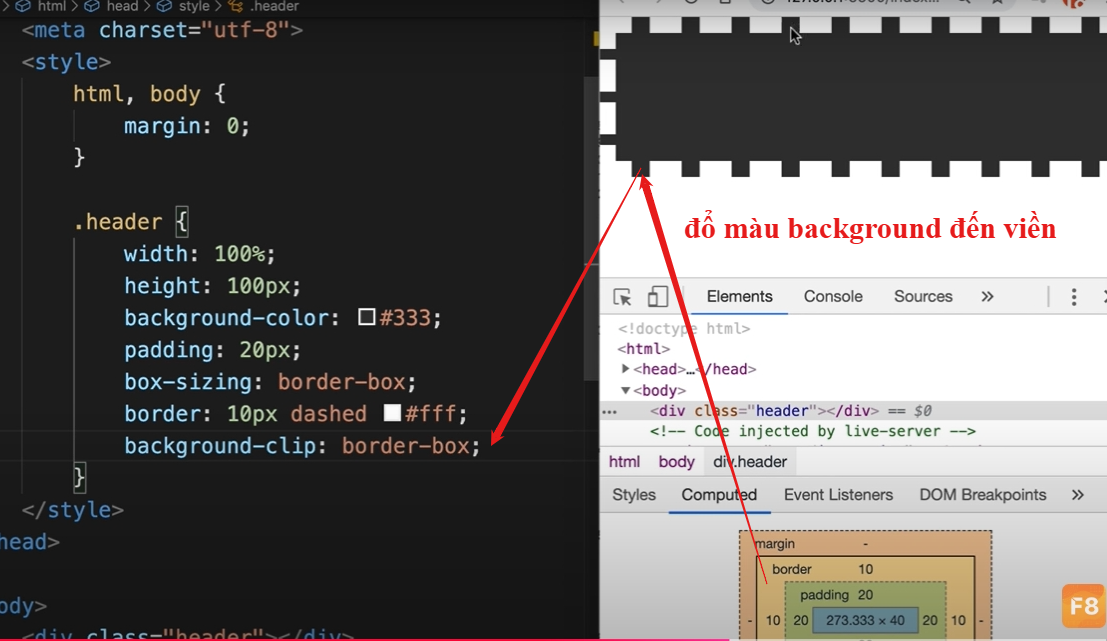 html > head > style > .header
<meta charset="utf-8">
<style>
html, body {
margin: 0;
}
.header {
width: 100%;
height: 100px;
background-color: #333;
padding: 20px;
box-sizing: border-box;
border: 10px dashed #fff;
background-clip: border-box;
}
</style>
head>
ody>
<div class="header"></div>
đổ màu background đến viền
Elements Console Sources »
<!doctype html>
<html>
▶<head>…</head>
▼<body>
••• <div class="header"></div> == $0
<!-- Code injected by live-server -->
html body div.header
Styles Computed Event Listeners DOM Breakpoints »
margin -
border 10
padding 20
- 10 20 273.333 × 40 20 10 -
F8